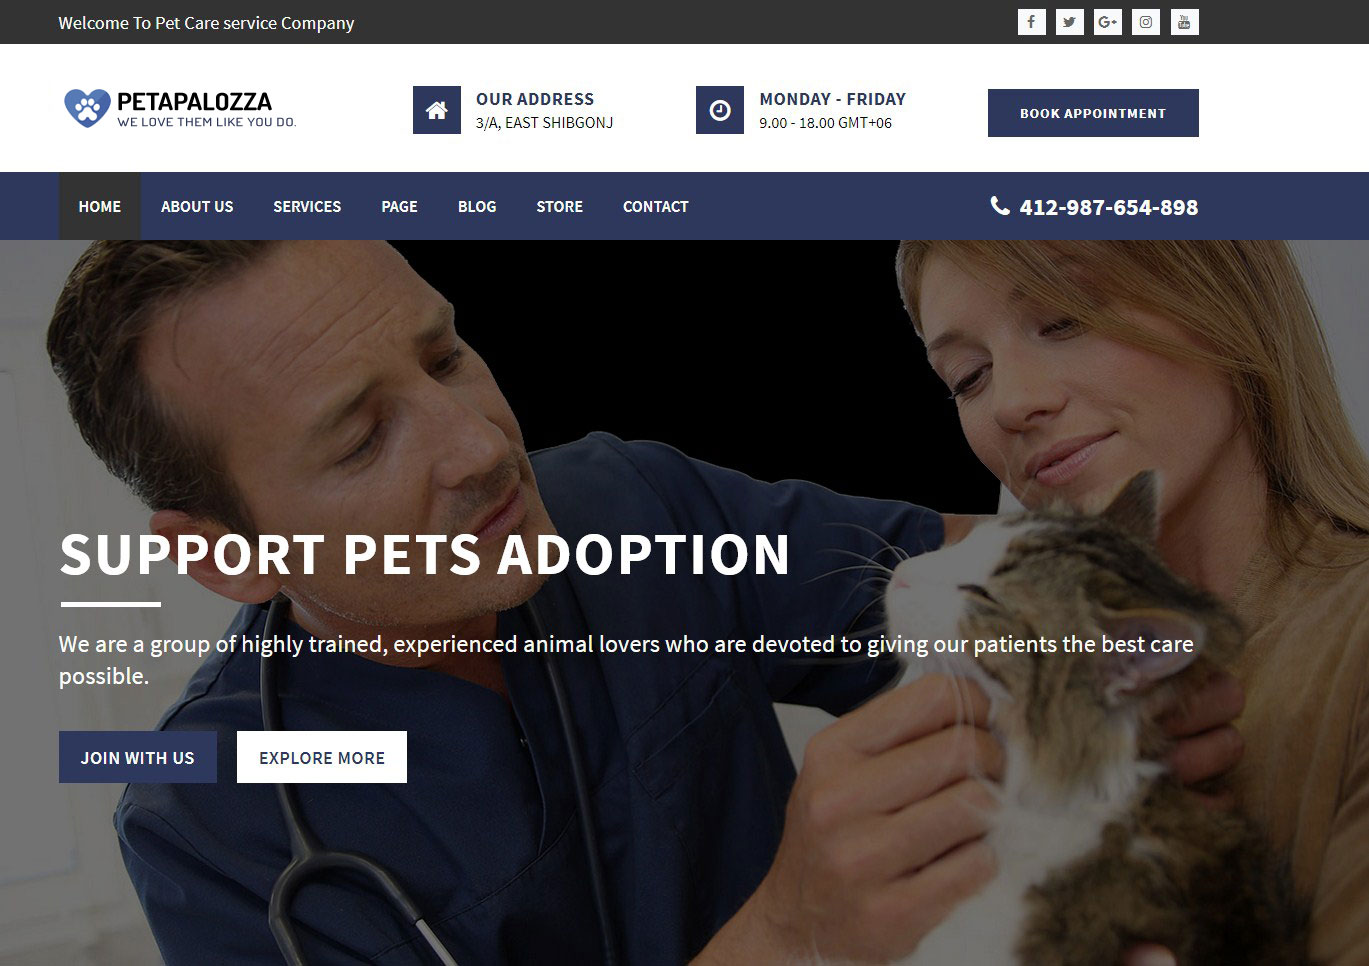 Welcome To Pet Care service Company
You
Tube
PETAPALOZZA
WE LOVE THEM LIKE YOU DO.
OUR ADDRESS
3/A, EAST SHIBGONJ
MONDAY - FRIDAY
9.00 - 18.00 GMT+06
BOOK APPOINTMENT
HOME ABOUT US SERVICES PAGE BLOG STORE CONTACT
412-987-654-898
SUPPORT PETS ADOPTION
We are a group of highly trained, experienced animal lovers who are devoted to giving our patients the best care
possible.
JOIN WITH US EXPLORE MORE